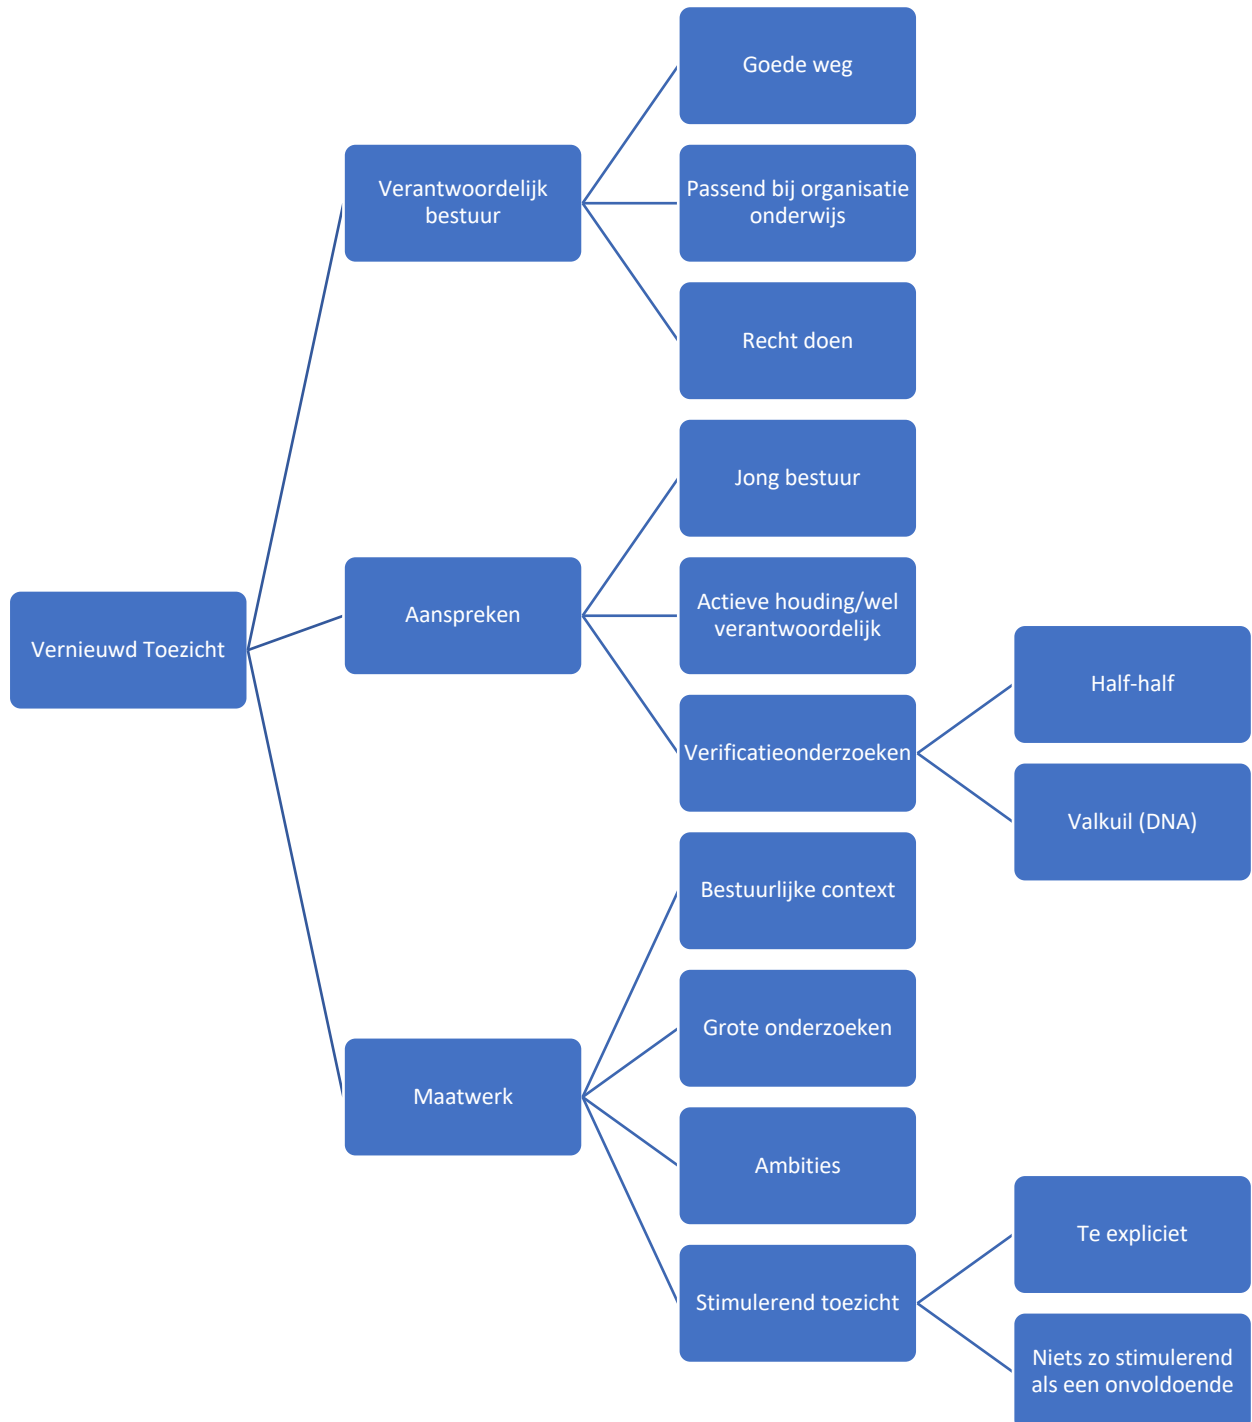 Goede weg
Verantwoordelijk
bestuur
Passend bij organisatie
onderwijs
Recht doen
Jong bestuur
Vernieuwd Toezicht
Aanspreken
Actieve houding/wel
verantwoordelijk
Verificatieonderzoeken
Half-half
Valkuil (DNA)
Bestuurlijke context
Grote onderzoeken
Maatwerk
Ambities
Stimulerend toezicht
Te expliciet
Niets zo stimulerend
als een onvoldoende